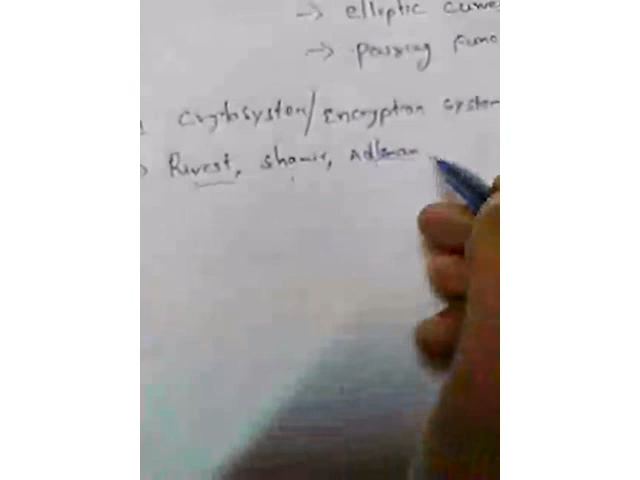 → elliptic curve
→ pairing func
Cryptosystem/Encryption system
Rivest, Shamir, Adleman